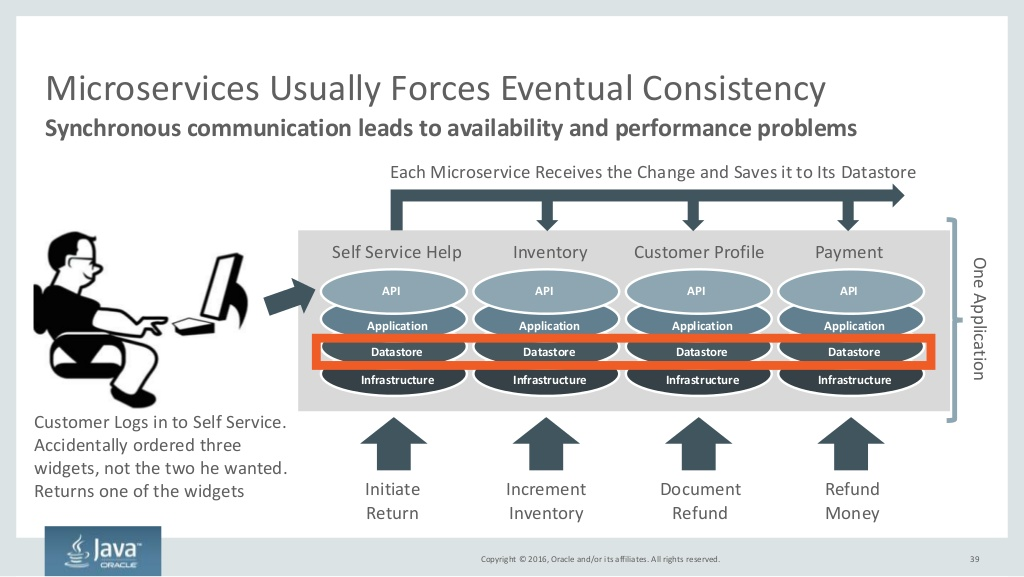 Microservices Usually Forces Eventual Consistency
Synchronous communication leads to availability and performance problems
Each Microservice Receives the Change and Saves it to Its Datastore
Self Service Help
Inventory
Customer Profile
Payment
API
API
API
API
Application
Application
Application
Application
Datastore
Datastore
Datastore
Datastore
Infrastructure
Infrastructure
Infrastructure
Infrastructure
One Application
Customer Logs in to Self Service.
Accidentally ordered three
widgets, not the two he wanted.
Returns one of the widgets
Initiate
Return
Increment
Inventory
Document
Refund
Refund
Money
Java™
ORACLE
Copyright © 2016, Oracle and/or its affiliates. All rights reserved.
39